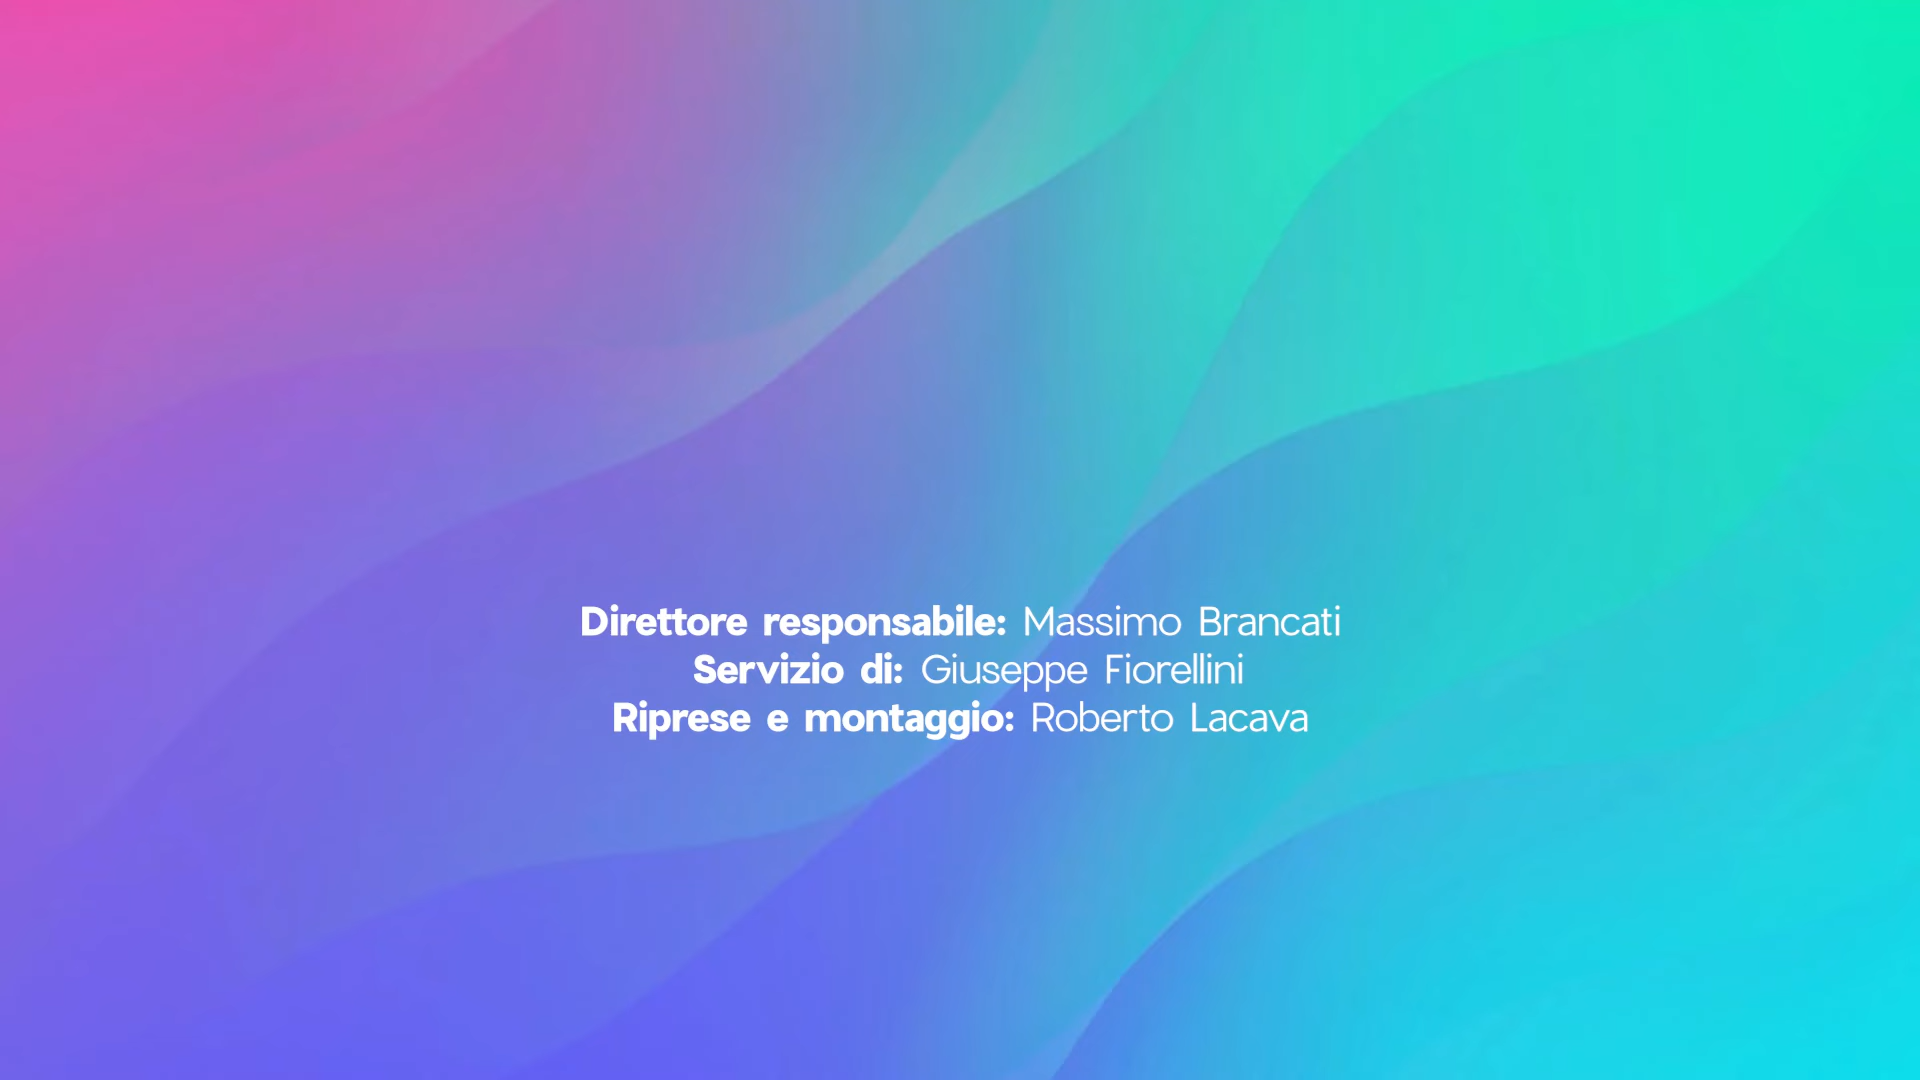 Direttore responsabile: Massimo Brancati
Servizio di: Giuseppe Fiorellini
Riprese e montaggio: Roberto Lacava